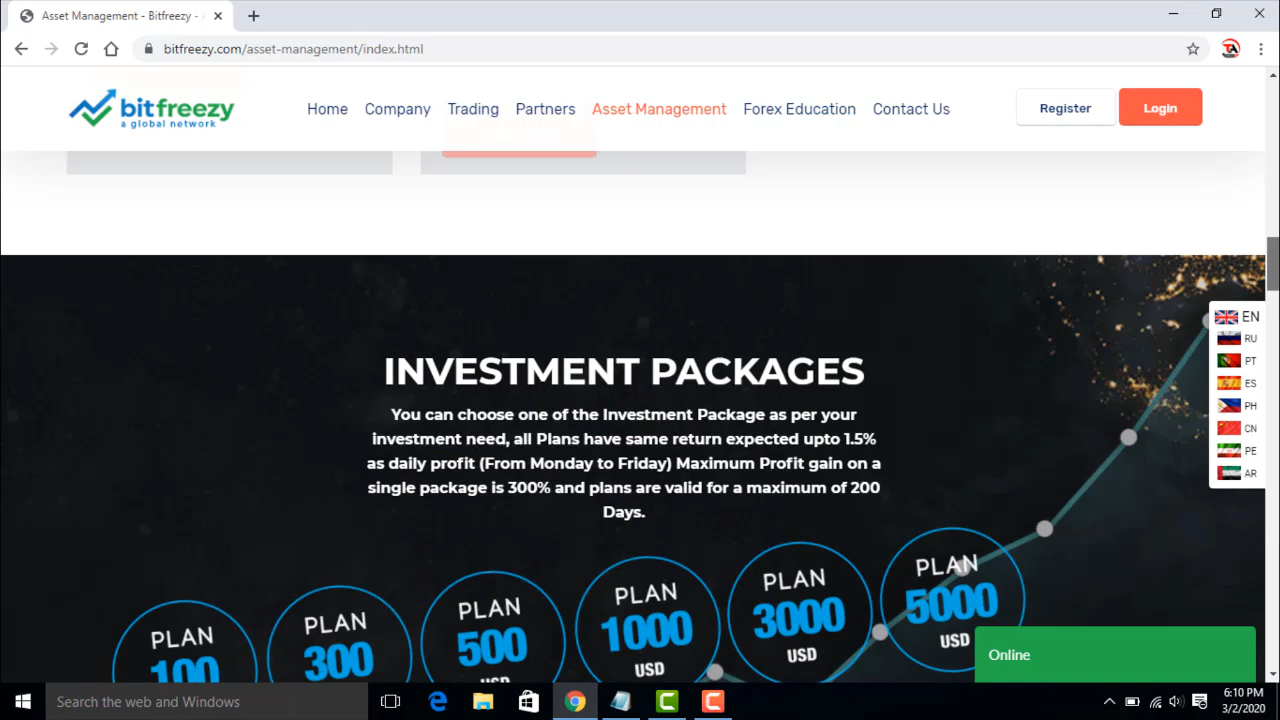 Asset Management - Bitfreezy -
bitfreezy.com/asset-management/index.html
bitfreezy
a global network
Home
Company
Trading
Partners
Asset Management
Forex Education
Contact Us
Register
Login
INVESTMENT PACKAGES
You can choose one of the Investment Package as per your
investment need, all Plans have same return expected upto 1.5%
as daily profit (From Monday to Friday) Maximum Profit gain on a
single package is 300% and plans are valid for a maximum of 200
Days.
EN
RU
PT
ES
PH
CN
PE
AR
PLAN
100
PLAN
300
PLAN
500
USD
PLAN
1000
USD
PLAN
3000
USD
PLAN
5000
USD
Online
Search the web and Windows
6:10 PM
3/2/2020